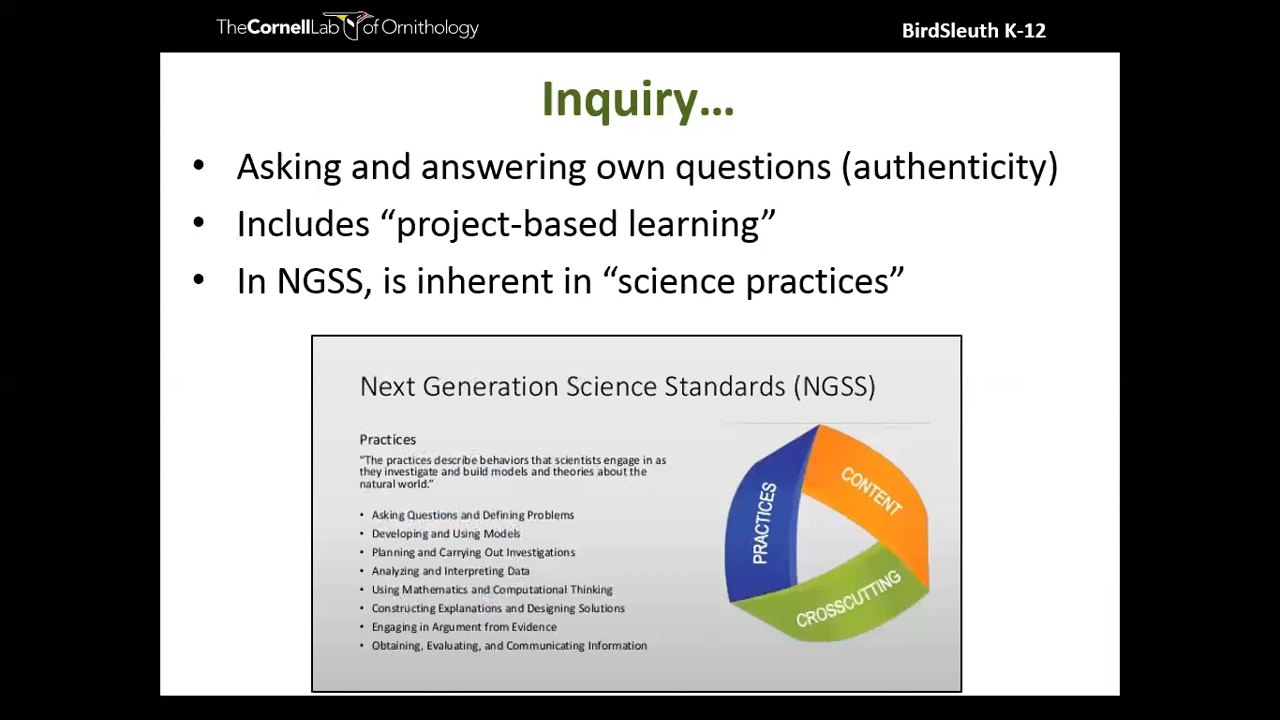 TheCornellLab of Ornithology
BirdSleuth K-12
Inquiry…
• Asking and answering own questions (authenticity)
• Includes “project-based learning”
• In NGSS, is inherent in “science practices”
Next Generation Science Standards (NGSS)
Practices
“The practices describe behaviors that scientists engage in as
they investigate and build models and theories about the
natural world.”
• Asking Questions and Defining Problems
• Developing and Using Models
• Planning and Carrying Out Investigations
• Analyzing and Interpreting Data
• Using Mathematics and Computational Thinking
• Constructing Explanations and Designing Solutions
• Engaging in Argument from Evidence
• Obtaining, Evaluating, and Communicating Information
PRACTICES
CONTENT
CROSSCUTTING